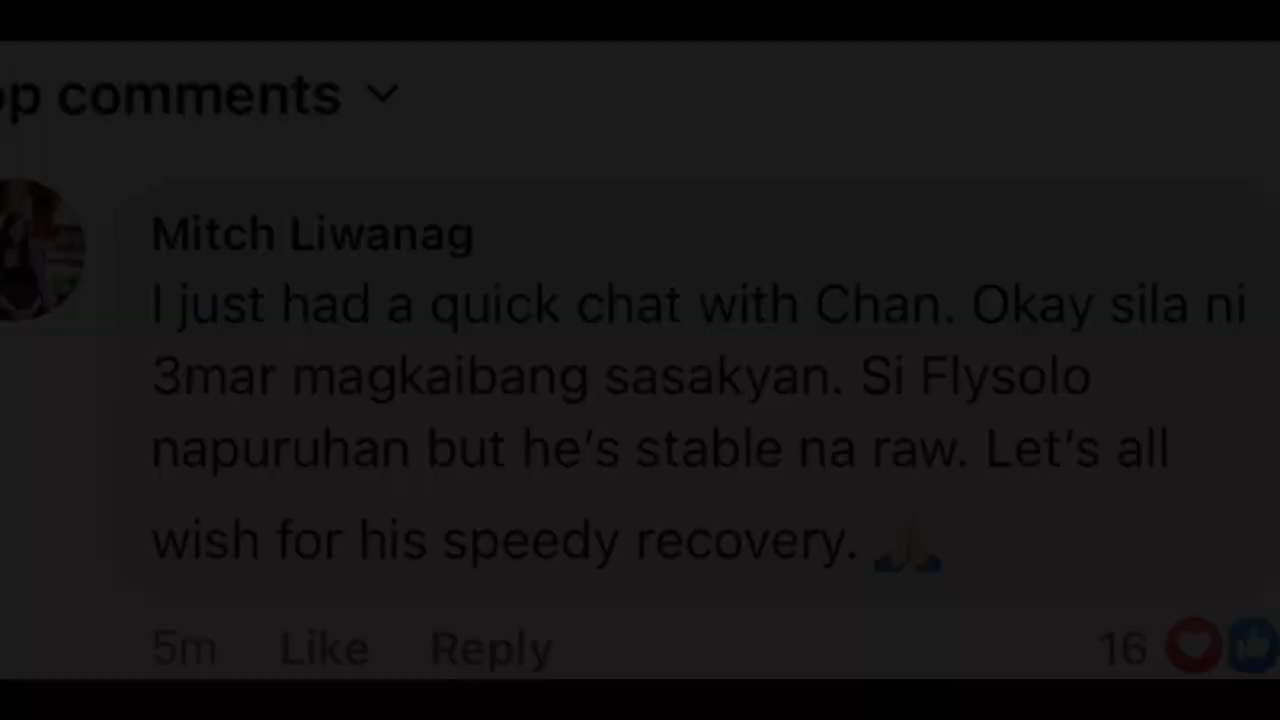 op comments
Mitch Liwanag
I just had a quick chat with Chan. Okay sila ni
3mar magkaibang sasakyan. Si Flysolo
napuruhan but he's stable na raw. Let's all
wish for his speedy recovery. 🙏
5m Like Reply 16